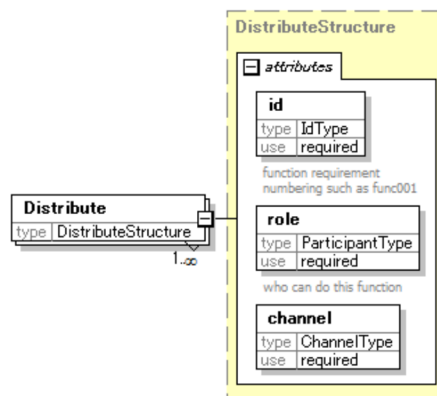 DistributeStructure
attributes
id
type IdType
use required
function requirement
numbering such as func001
Distribute
type DistributeStructure
1..∞
role
type ParticipantType
use required
who can do this function
channel
type ChannelType
use required